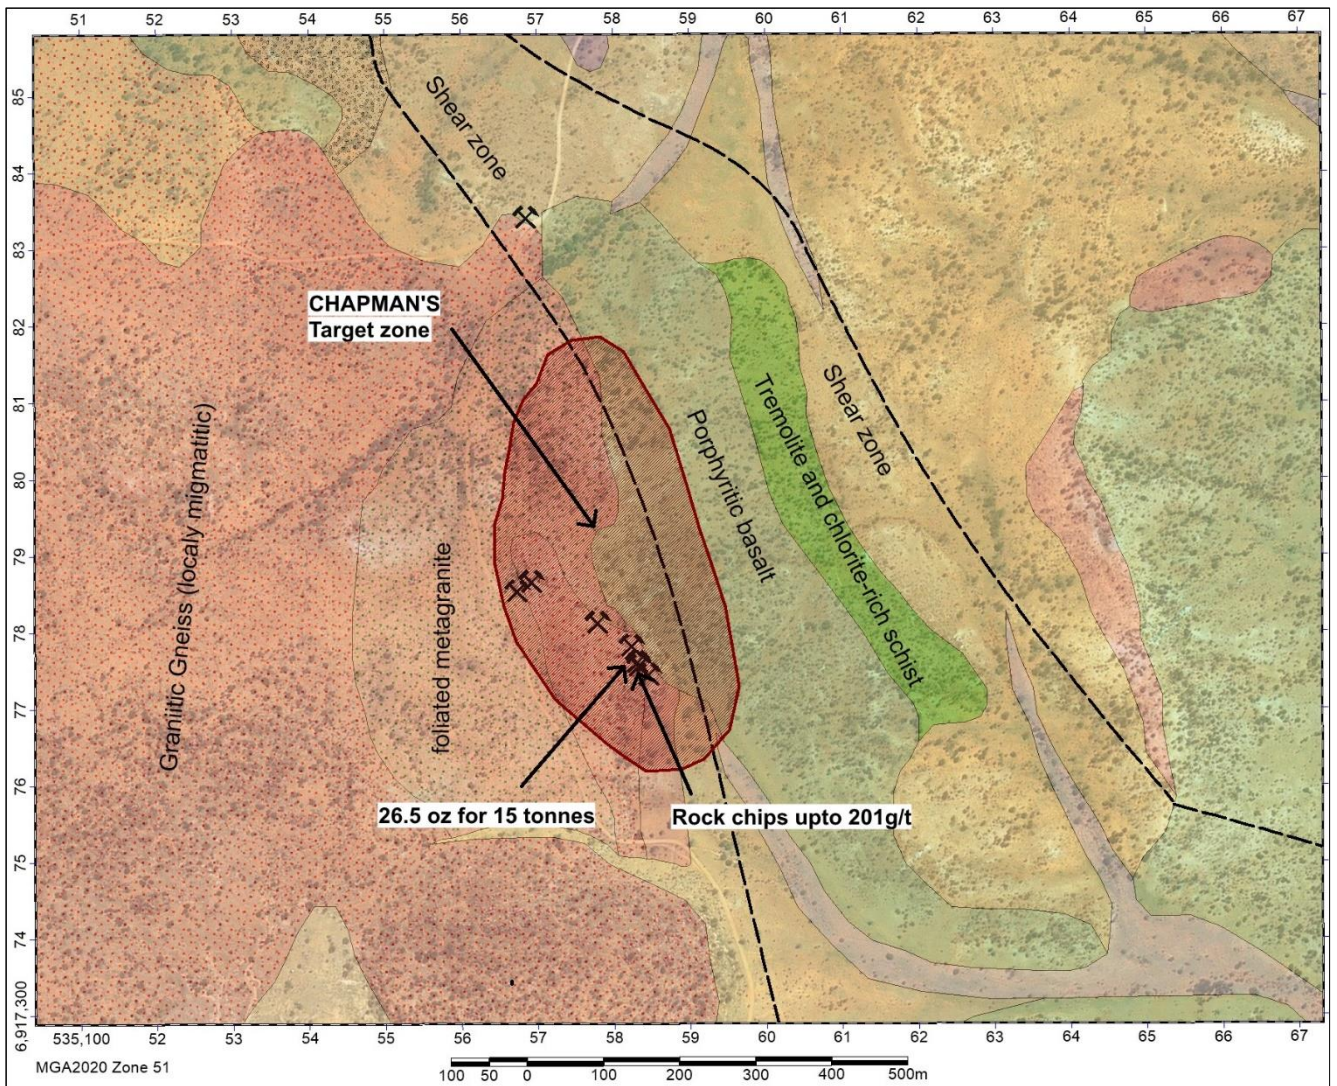 51 52 53 54 55 56 57 58 59 60 61 62 63 64 65 66 67
85
84
83
82
81
80
79
78
77
76
75
74
6,917,300
Shear zone
CHAPMAN'S
Target zone
Shear zone
Tremolite and chlorite-rich schist
Porphyritic basalt
Graniitic Gneiss (localy migmatitic)
foliated metagranite
26.5 oz for 15 tonnes
Rock chips upto 201g/t
535,100 52 53 54 55 56 57 58 59 60 61 62 63 64 65 66 67
MGA2020 Zone 51
100 50 0 100 200 300 400 500m